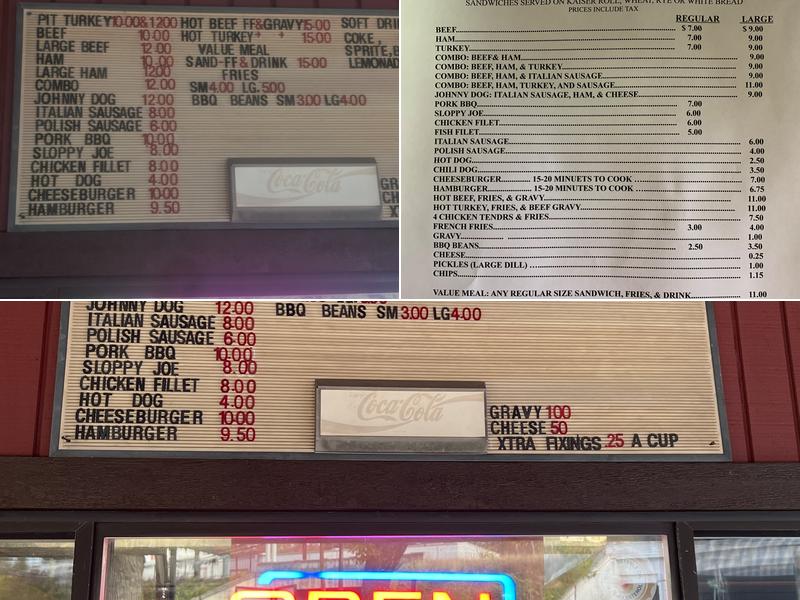 PIT TURKEY 10.00&12.00 HOT BEEF FF&GRAVY 15.00 SOFT
BEEF 10.00 HOT TURKEY " " 15.00 COKE,
LARGE BEEF 12.00 VALUE MEAL SPRITE,
HAM 10.00 SAND-FF&DRINK 15.00
LARGE HAM 12.00 FRIES
COMBO 12.00 SM 4.00 LG. 5.00
JOHNNY DOG 12.00 BBQ BEANS SM 3.00 LG 4.00
ITALIAN SAUSAGE 8.00
POLISH SAUSAGE 6.00
PORK BBQ 10.00
SLOPPY JOE 8.00
CHICKEN FILLET 8.00
HOT DOG 4.00
CHEESEBURGER 10.00
HAMBURGER 9.50
Coca-Cola
SANDWICHES SERVED ON KAISER ROLL, WHEAT, RYE OR WHITE BREAD
PRICES INCLUDE TAX
REGULAR LARGE
BEEF $ 7.00 $ 9.00
HAM 7.00 9.00
TURKEY 7.00 9.00
COMBO: BEEF& HAM 9.00
COMBO: BEEF, HAM, & TURKEY 9.00
COMBO: BEEF, HAM, & ITALIAN SAUSAGE 9.00
COMBO: BEEF, HAM, TURKEY, AND SAUSAGE 11.00
JOHNNY DOG: ITALIAN SAUSAGE, HAM, & CHEESE 9.00
PORK BBQ 7.00
SLOPPY JOE 6.00
CHICKEN FILET 6.00
FISH FILET 5.00
ITALIAN SAUSAGE 6.00
POLISH SAUSAGE 4.00
HOT DOG 2.50
CHILI DOG 3.50
CHEESEBURGER 15-20 MINUETS TO COOK 7.00
HAMBURGER 15-20 MINUTES TO COOK 6.75
HOT BEEF, FRIES, & GRAVY 11.00
HOT TURKEY, FRIES, & BEEF GRAVY 11.00
4 CHICKEN TENDRS & FRIES 7.50
FRENCH FRIES 3.00 4.00
GRAVY 1.00
BBQ BEANS 2.50 3.50
CHEESE 0.25
PICKLES (LARGE DILL) 1.00
CHIPS 1.15
VALUE MEAL: ANY REGULAR SIZE SANDWICH, FRIES, & DRINK 11.00
JOHNNY DOG 12.00 BBQ BEANS SM 3.00 LG 4.00
ITALIAN SAUSAGE 8.00
POLISH SAUSAGE 6.00
PORK BBQ 10.00
SLOPPY JOE 8.00
CHICKEN FILLET 8.00
HOT DOG 4.00
CHEESEBURGER 10.00
HAMBURGER 9.50
Coca-Cola
GRAVY 100
CHEESE 50
XTRA FIXINGS .25 A CUP
OPEN